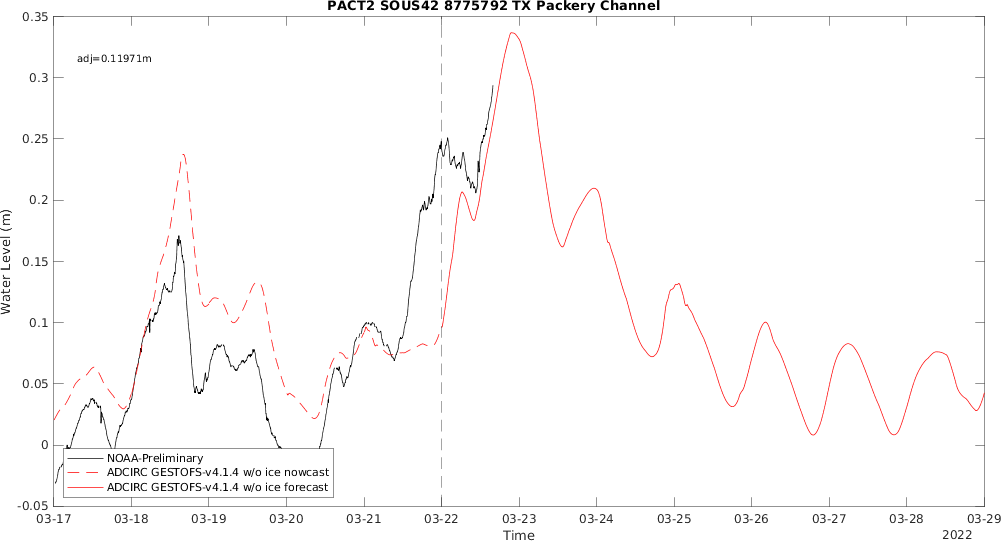 PACT2 SOUS42 8775792 TX Packery Channel
adj=0.11971m
0.35
0.3
0.25
0.2
0.15
0.1
0.05
0
-0.05
Water Level (m)
NOAA-Preliminary
ADCIRC GESTOFS-v4.1.4 w/o ice nowcast
ADCIRC GESTOFS-v4.1.4 w/o ice forecast
03-17 03-18 03-19 03-20 03-21 03-22 03-23 03-24 03-25 03-26 03-27 03-28 03-29
Time
2022